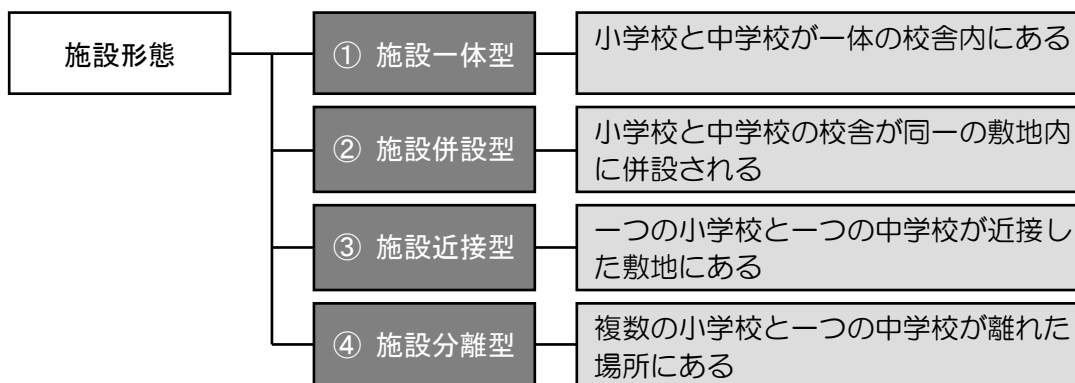 施設形態
① 施設一体型
小学校と中学校が一体の校舎内にある
② 施設併設型
小学校と中学校の校舎が同一の敷地内
に併設される
③ 施設近接型
一つの小学校と一つの中学校が近接し
た敷地にある
④ 施設分離型
複数の小学校と一つの中学校が離れた
場所にある